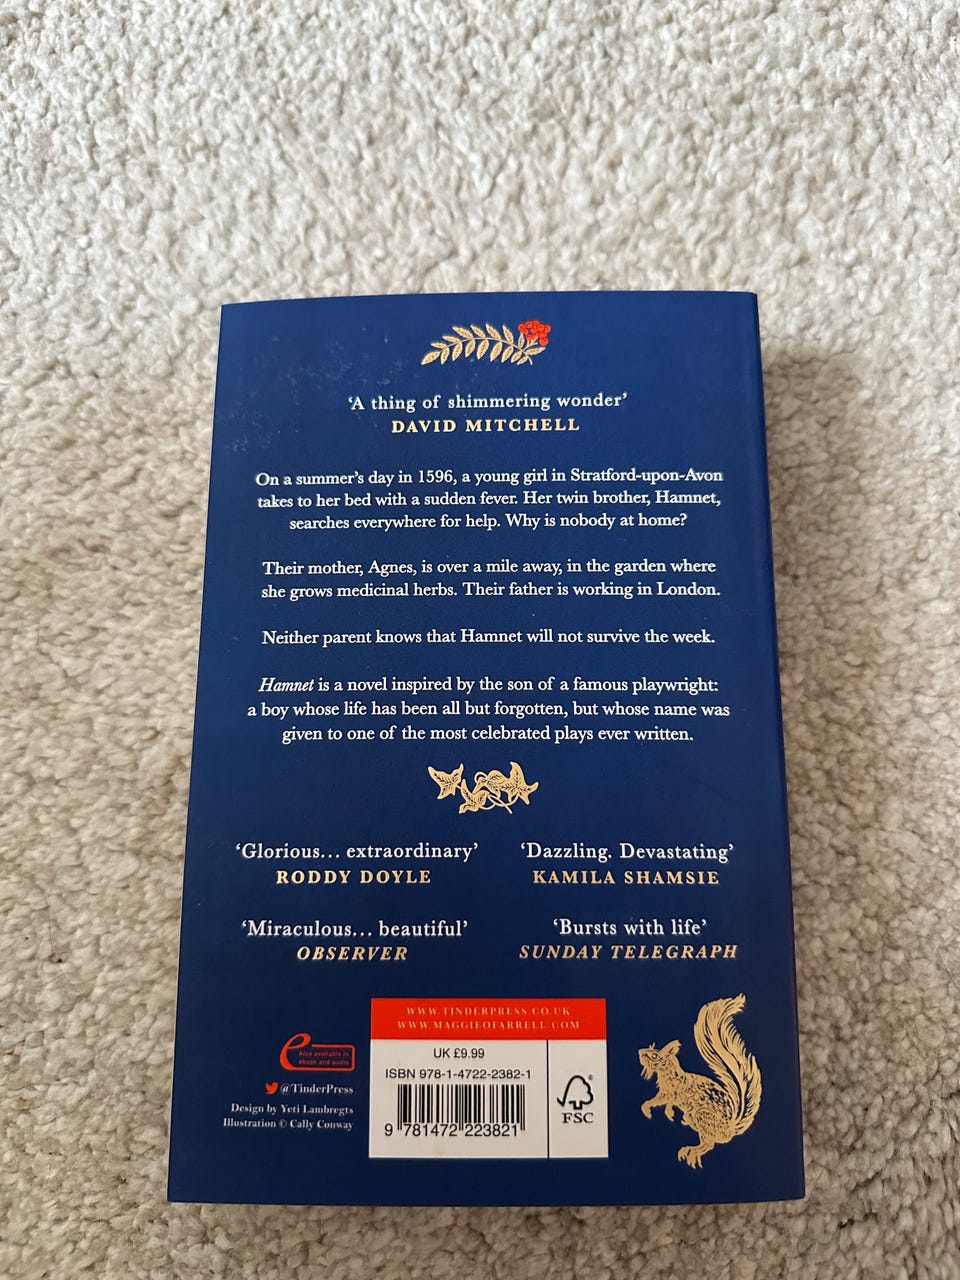 ‘A thing of shimmering wonder’
DAVID MITCHELL
On a summer’s day in 1596, a young girl in Stratford-upon-Avon
takes to her bed with a sudden fever. Her twin brother, Hamnet,
searches everywhere for help. Why is nobody at home?
Their mother, Agnes, is over a mile away, in the garden where
she grows medicinal herbs. Their father is working in London.
Neither parent knows that Hamnet will not survive the week.
Hamnet is a novel inspired by the son of a famous playwright:
a boy whose life has been all but forgotten, but whose name was
given to one of the most celebrated plays ever written.
‘Glorious… extraordinary’
RODDY DOYLE
‘Dazzling. Devastating’
KAMILA SHAMSIE
‘Miraculous… beautiful’
OBSERVER
‘Bursts with life’
SUNDAY TELEGRAPH
WWW.TINDERPRESS.CO.UK
WWW.MAGGIEOFARRELL.COM
e
Also available in
ebook and audio
@TinderPress
Design by Yeti Lambregts
Illustration © Cally Conway
UK £9.99
ISBN 978-1-4722-2382-1
9 781472 223821
®
FSC